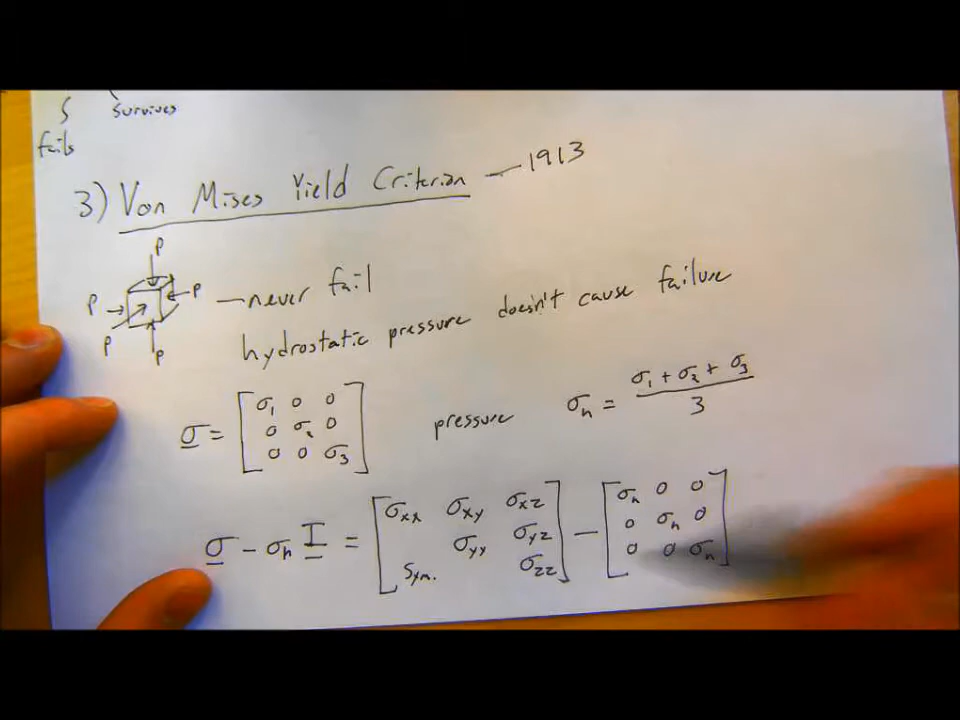 S survives
fails
3) Von Mises Yield Criterion — 1913
P
P P — never fail
P P
hydrostatic pressure doesn't cause failure
σ = [σ₁ 0 0; 0 σ₂ 0; 0 0 σ₃] pressure σₕ = (σ₁ + σ₂ + σ₃)/3
σ - σₕ I = [σxx σxy σxz; σyy σyz; Sym. σzz] − [σₕ 0 0; 0 σₕ 0; 0 0 σₕ]